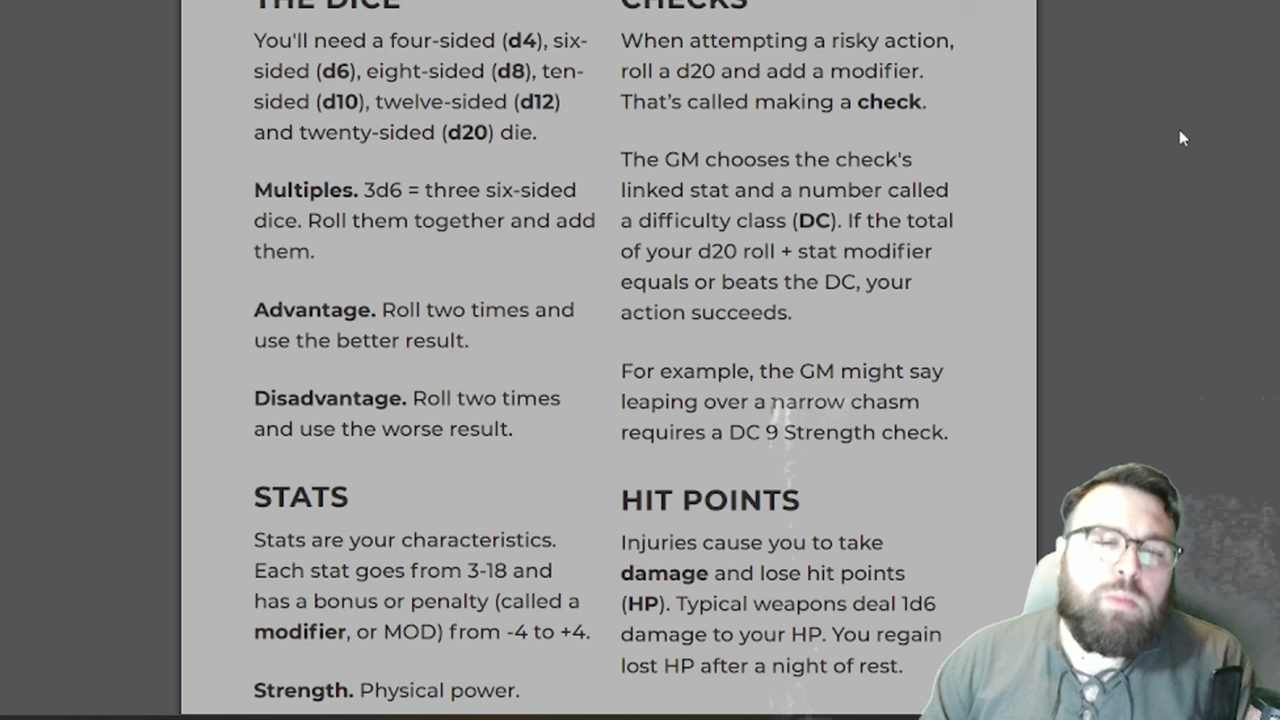 THE DICE
You'll need a four-sided (d4), six-
sided (d6), eight-sided (d8), ten-
sided (d10), twelve-sided (d12)
and twenty-sided (d20) die.
Multiples. 3d6 = three six-sided
dice. Roll them together and add
them.
Advantage. Roll two times and
use the better result.
Disadvantage. Roll two times
and use the worse result.
STATS
Stats are your characteristics.
Each stat goes from 3-18 and
has a bonus or penalty (called a
modifier, or MOD) from -4 to +4.
Strength. Physical power.
CHECKS
When attempting a risky action,
roll a d20 and add a modifier.
That’s called making a check.
The GM chooses the check's
linked stat and a number called
a difficulty class (DC). If the total
of your d20 roll + stat modifier
equals or beats the DC, your
action succeeds.
For example, the GM might say
leaping over a narrow chasm
requires a DC 9 Strength check.
HIT POINTS
Injuries cause you to take
damage and lose hit points
(HP). Typical weapons deal 1d6
damage to your HP. You regain
lost HP after a night of rest.